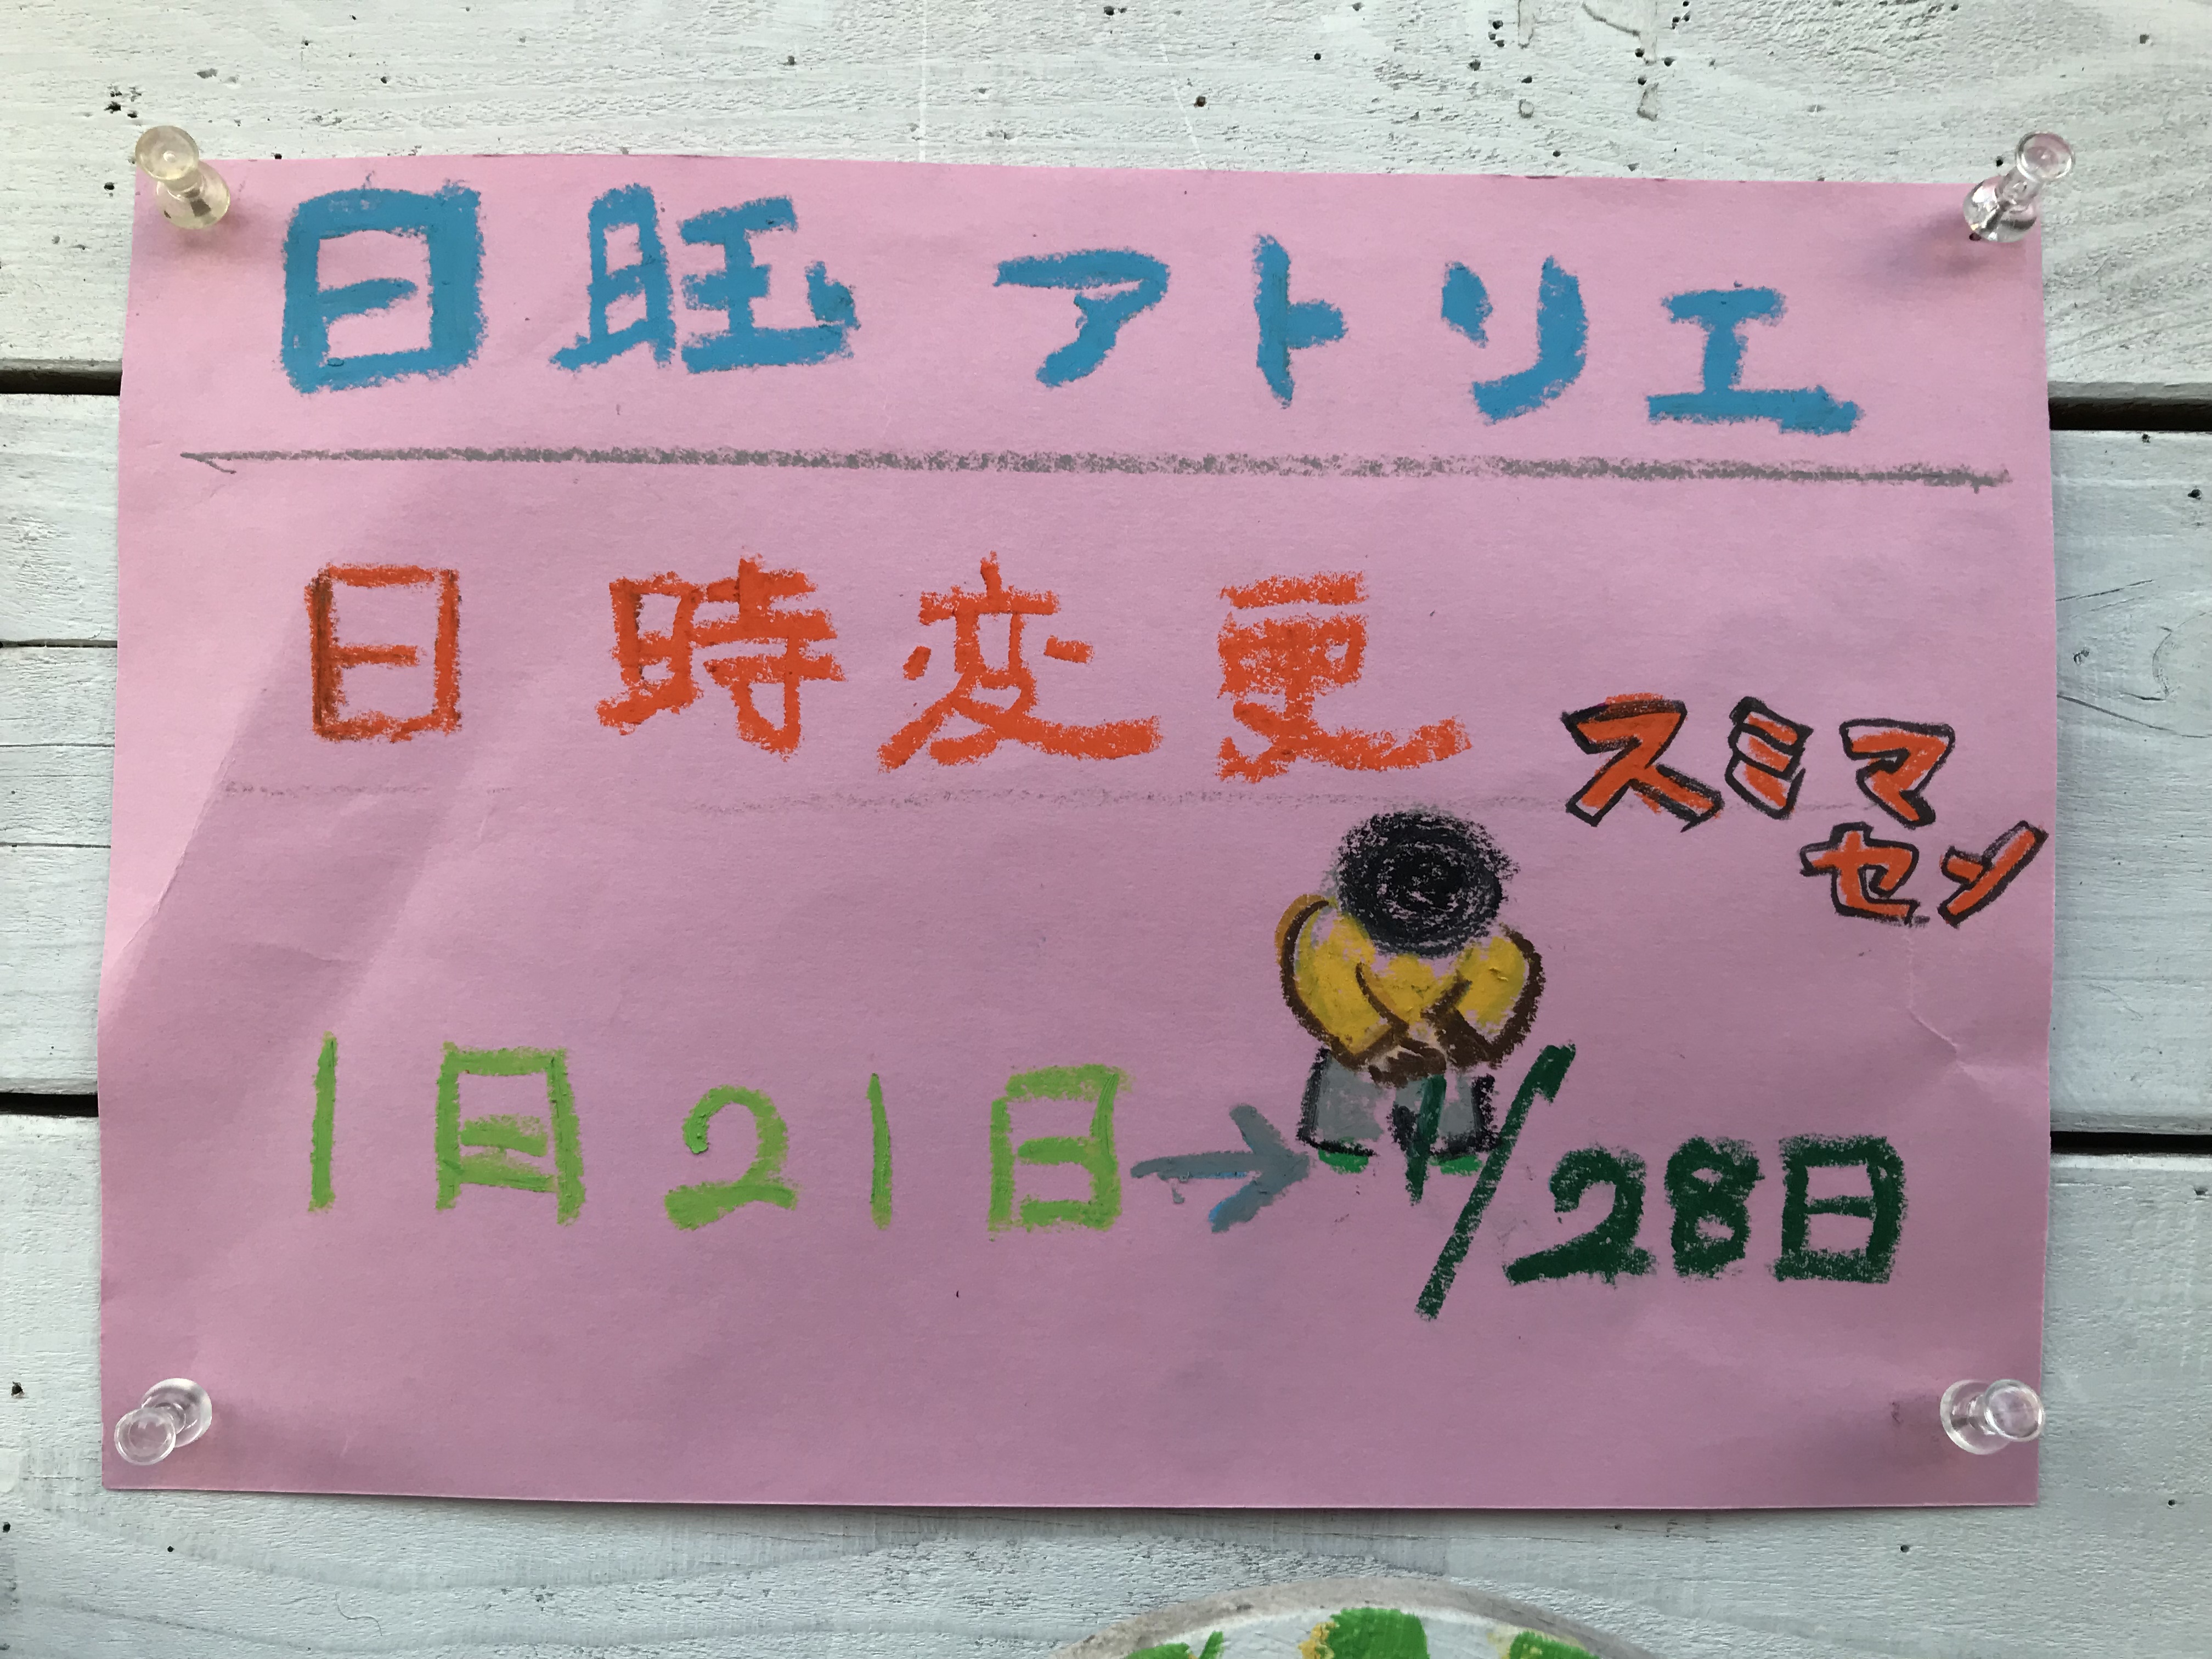 日旺 アトリエ
日時変更
スミマ
セン
1月21日→1/28日